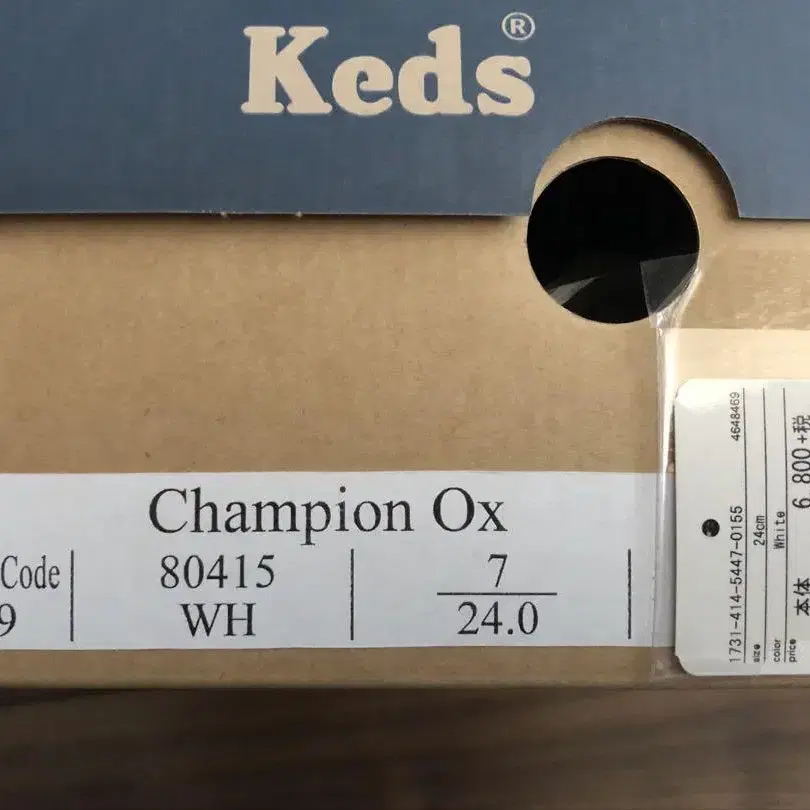 Keds®
Champion Ox
Code
80415
7
9
WH
24.0
1731-414-5447-0155
4648469
size 24cm
color White
price 本体 6 800+税